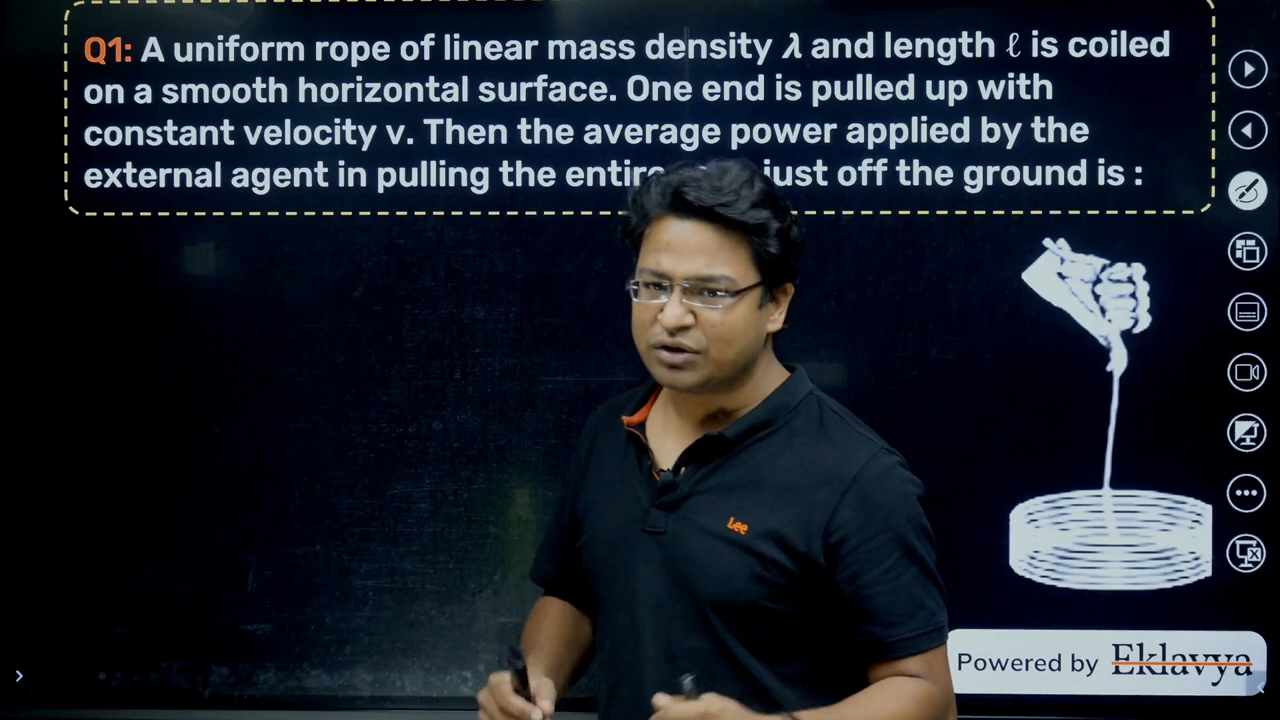 Q1: A uniform rope of linear mass density λ and length ℓ is coiled
on a smooth horizontal surface. One end is pulled up with
constant velocity v. Then the average power applied by the
external agent in pulling the entire just off the ground is :
Lee
Powered by Eklavya